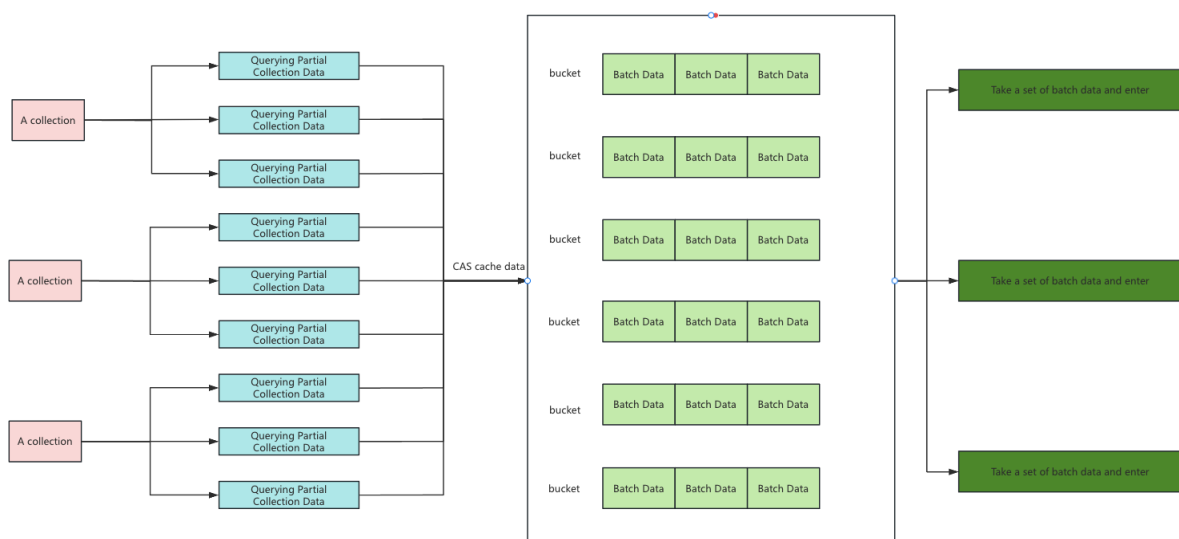 A collection
Querying Partial
Collection Data
Querying Partial
Collection Data
Querying Partial
Collection Data
A collection
Querying Partial
Collection Data
Querying Partial
Collection Data
Querying Partial
Collection Data
A collection
Querying Partial
Collection Data
Querying Partial
Collection Data
Querying Partial
Collection Data
CAS cache data
bucket Batch Data Batch Data Batch Data
bucket Batch Data Batch Data Batch Data
bucket Batch Data Batch Data Batch Data
bucket Batch Data Batch Data Batch Data
bucket Batch Data Batch Data Batch Data
bucket Batch Data Batch Data Batch Data
Take a set of batch data and enter
Take a set of batch data and enter
Take a set of batch data and enter